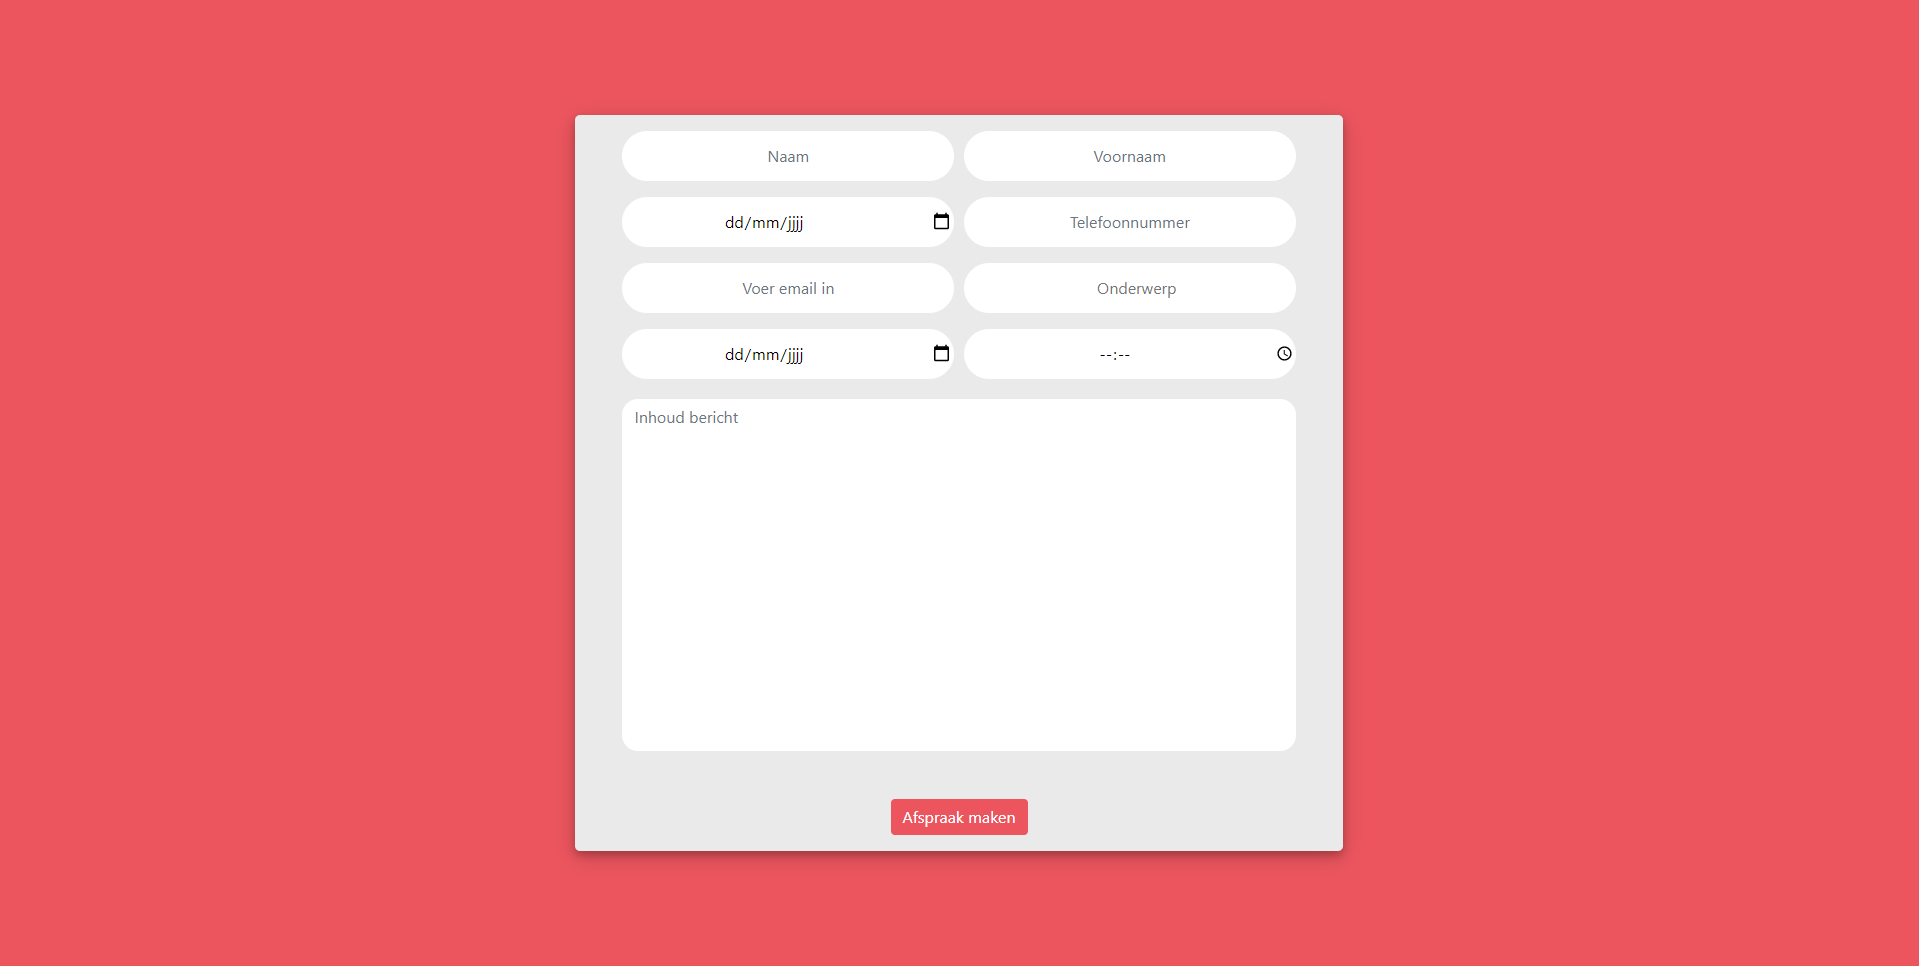 Naam
Voornaam
dd/mm/jjjj
Telefoonnummer
Voer email in
Onderwerp
dd/mm/jjjj
--:--
Inhoud bericht
Afspraak maken